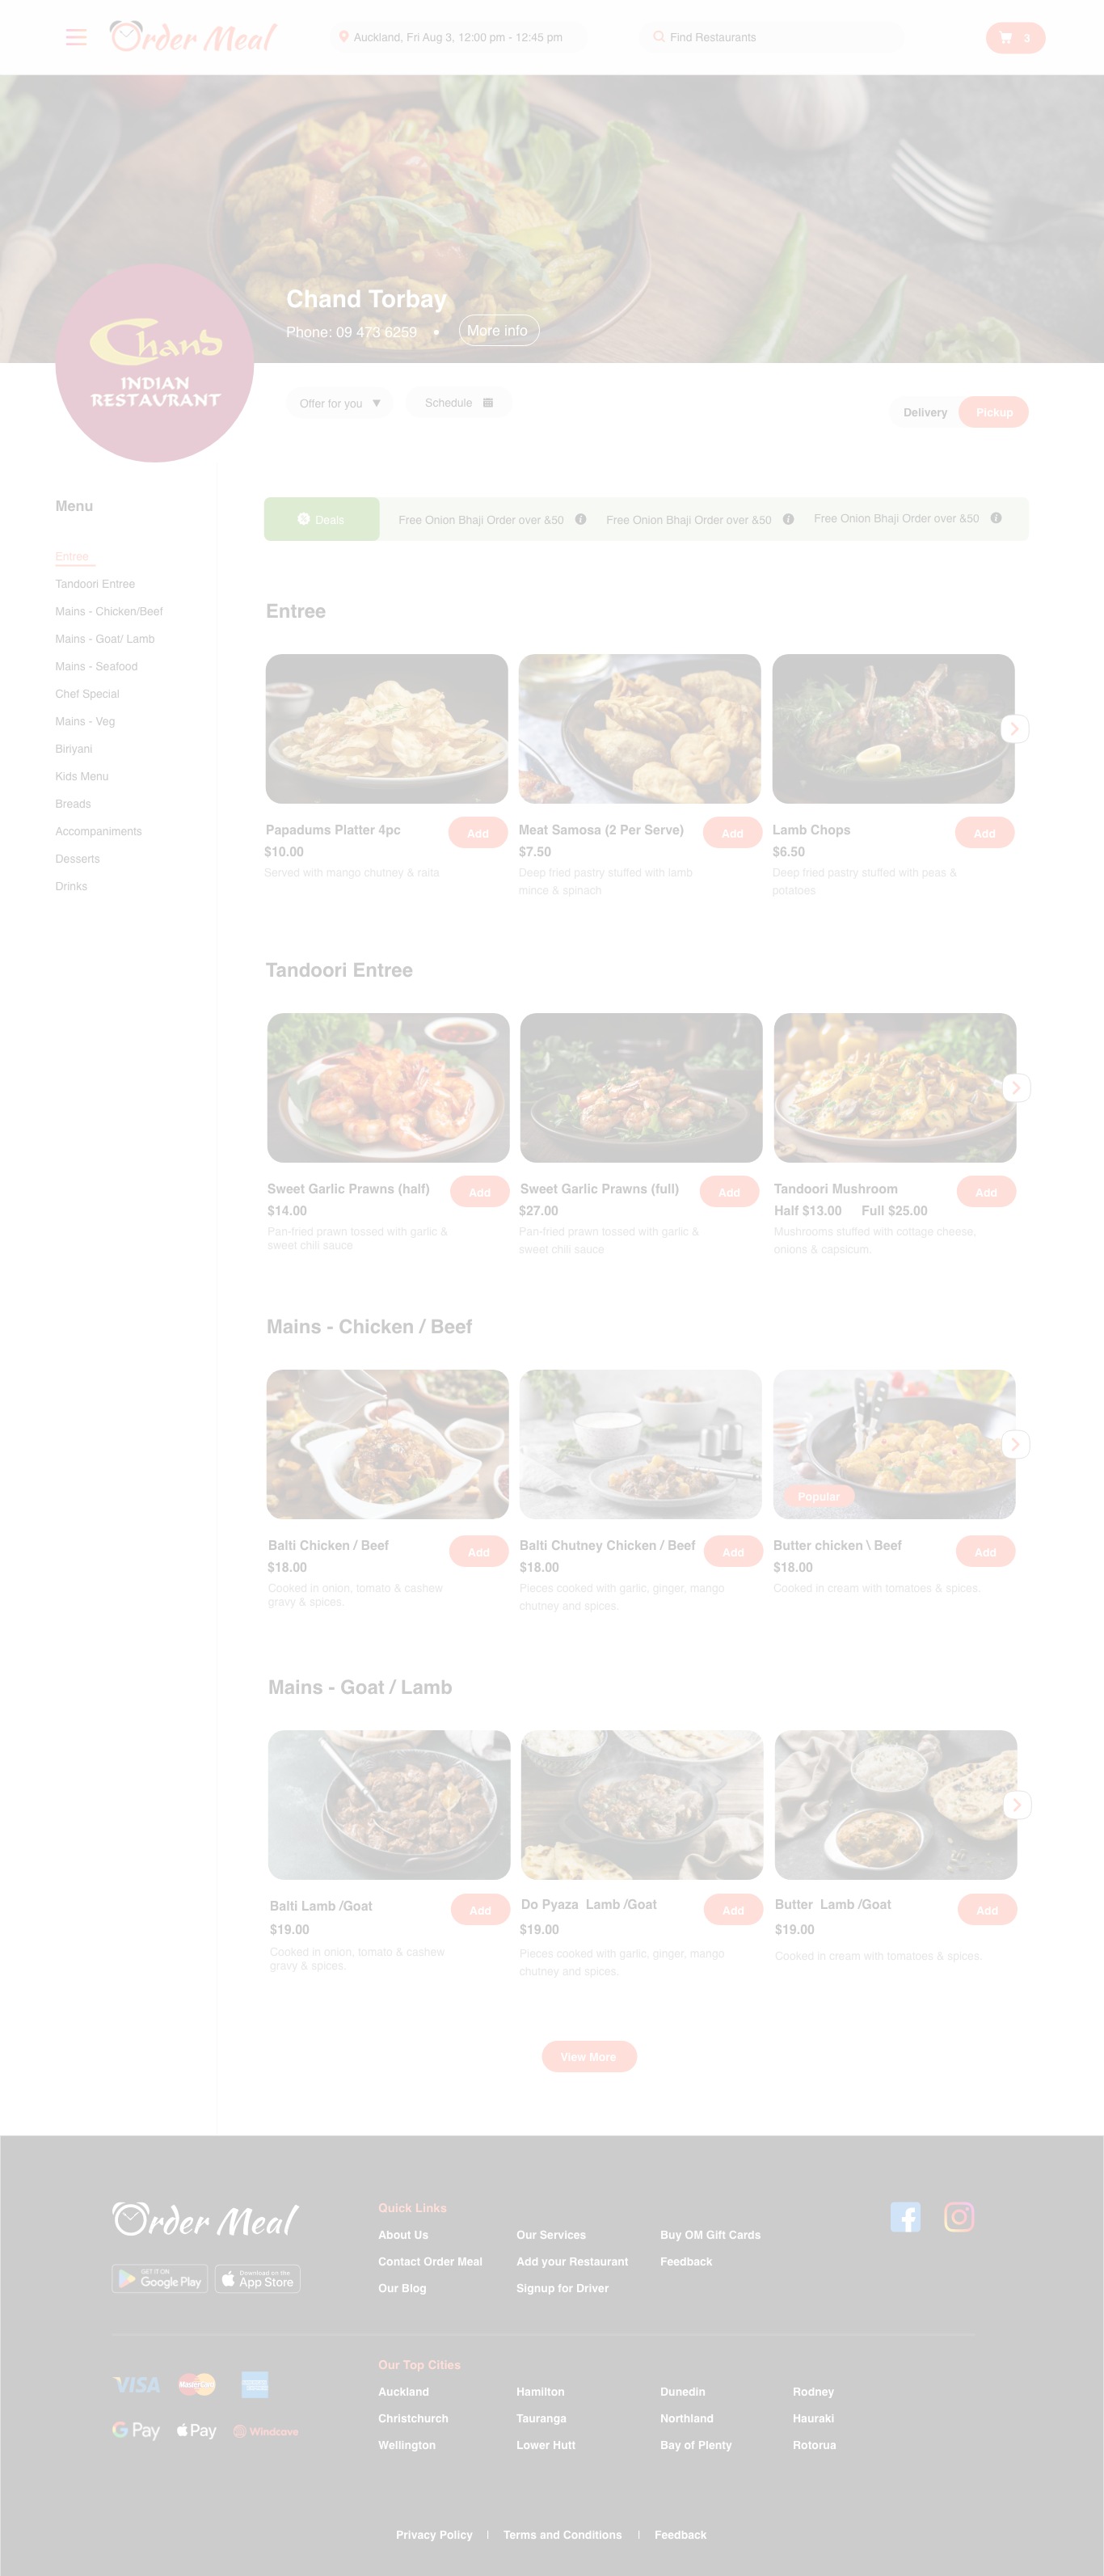 Order Meal
Auckland, Fri Aug 3, 12:00 pm - 12:45 pm
Find Restaurants
3
Chand Torbay
Phone: 09 473 6259 • More info
Chand
INDIAN
RESTAURANT
Offer for you
Schedule
Delivery
Pickup
Menu
Entree
Tandoori Entree
Mains - Chicken/Beef
Mains - Goat/ Lamb
Mains - Seafood
Chef Special
Mains - Veg
Biriyani
Kids Menu
Breads
Accompaniments
Desserts
Drinks
Deals
Free Onion Bhaji Order over &50
Free Onion Bhaji Order over &50
Free Onion Bhaji Order over &50
Entree
Papadums Platter 4pc
Add
$10.00
Served with mango chutney & raita
Meat Samosa (2 Per Serve)
Add
$7.50
Deep fried pastry stuffed with lamb
mince & spinach
Lamb Chops
Add
$6.50
Deep fried pastry stuffed with peas &
potatoes
Tandoori Entree
Sweet Garlic Prawns (half)
Add
$14.00
Pan-fried prawn tossed with garlic &
sweet chili sauce
Sweet Garlic Prawns (full)
Add
$27.00
Pan-fried prawn tossed with garlic &
sweet chili sauce
Tandoori Mushroom
Add
Half $13.00 Full $25.00
Mushrooms stuffed with cottage cheese,
onions & capsicum.
Mains - Chicken / Beef
Balti Chicken / Beef
Add
$18.00
Cooked in onion, tomato & cashew
gravy & spices.
Balti Chutney Chicken / Beef
Add
$18.00
Pieces cooked with garlic, ginger, mango
chutney and spices.
Popular
Butter chicken \ Beef
Add
$18.00
Cooked in cream with tomatoes & spices.
Mains - Goat / Lamb
Balti Lamb /Goat
Add
$19.00
Cooked in onion, tomato & cashew
gravy & spices.
Do Pyaza Lamb /Goat
Add
$19.00
Pieces cooked with garlic, ginger, mango
chutney and spices.
Butter Lamb /Goat
Add
$19.00
Cooked in cream with tomatoes & spices.
View More
Order Meal
GET IT ON
Google Play
Download on the
App Store
Quick Links
About Us
Our Services
Buy OM Gift Cards
Contact Order Meal
Add your Restaurant
Feedback
Our Blog
Signup for Driver
VISA
MasterCard
G Pay
Pay
Windcave
Our Top Cities
Auckland
Hamilton
Dunedin
Rodney
Christchurch
Tauranga
Northland
Hauraki
Wellington
Lower Hutt
Bay of Plenty
Rotorua
Privacy Policy | Terms and Conditions | Feedback